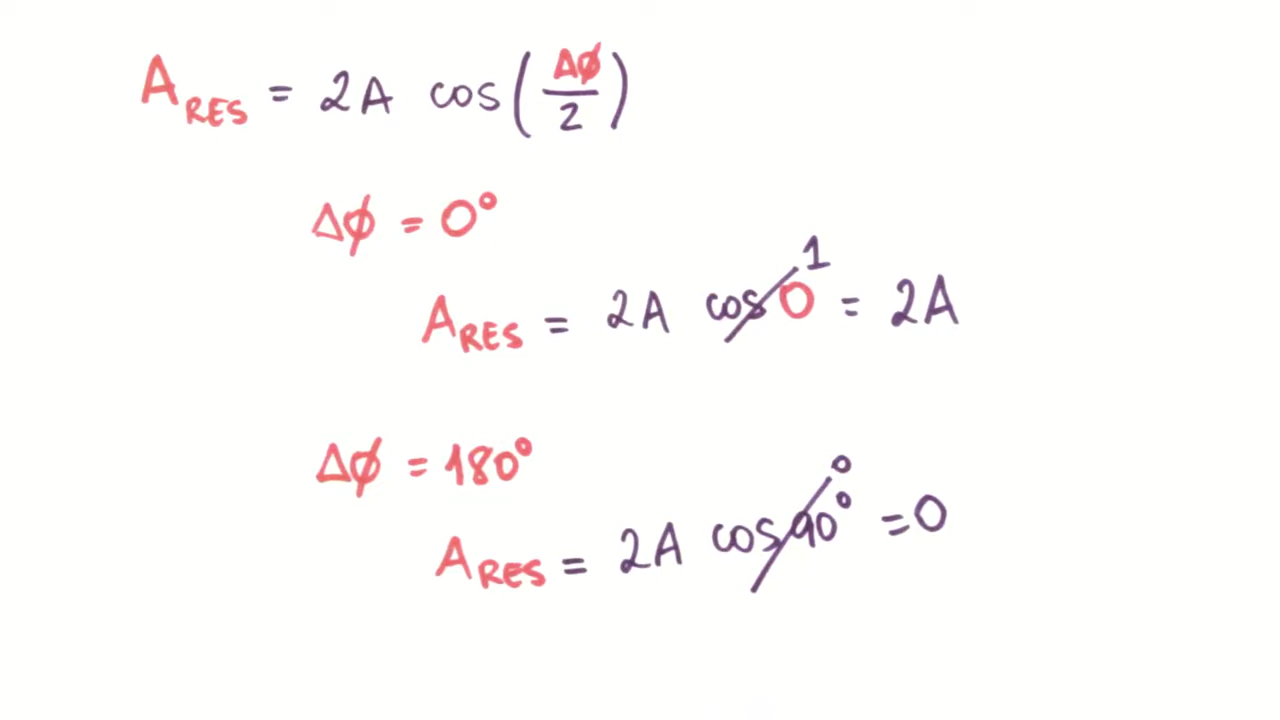 A_RES = 2A cos(Δϕ/2)
Δϕ = 0°
1
A_RES = 2A cos 0 = 2A
Δϕ = 180°
0
A_RES = 2A cos 90° = 0